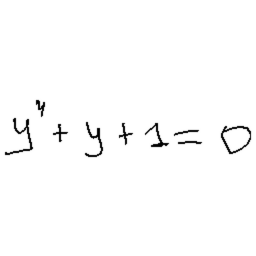 y^y + y + 1 = 0